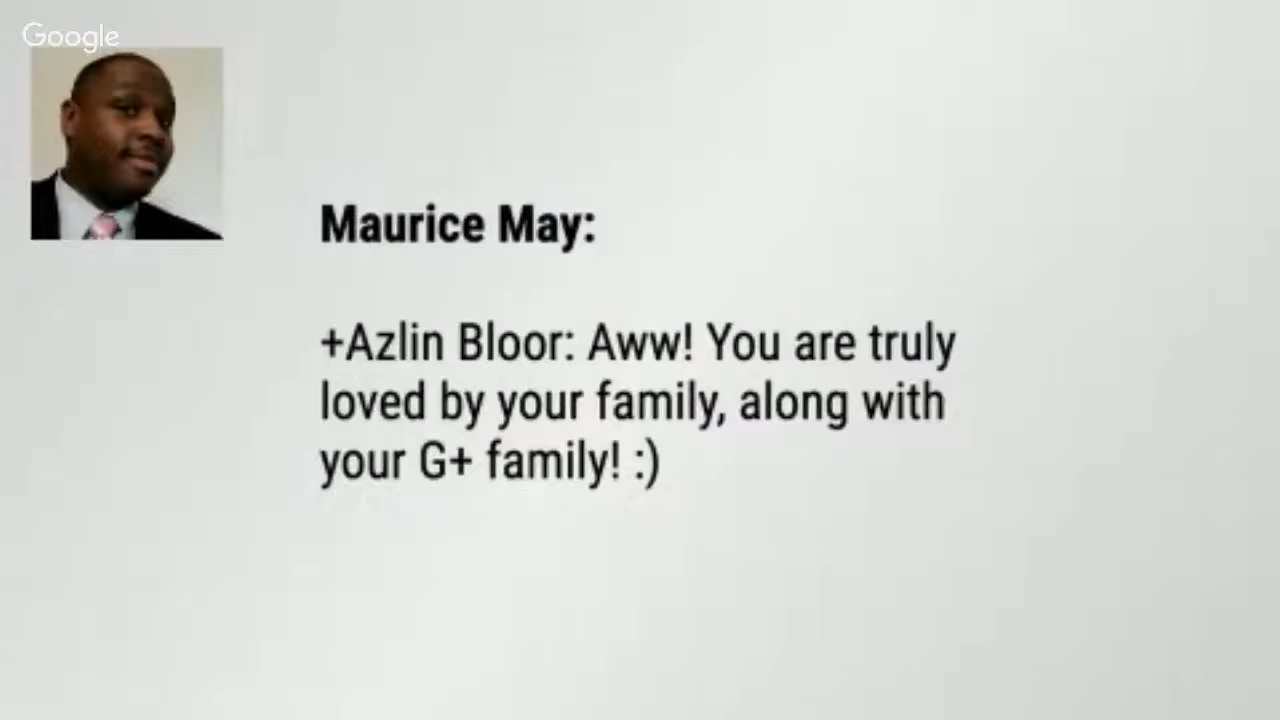 Google
Maurice May:
+Azlin Bloor: Aww! You are truly
loved by your family, along with
your G+ family! :)